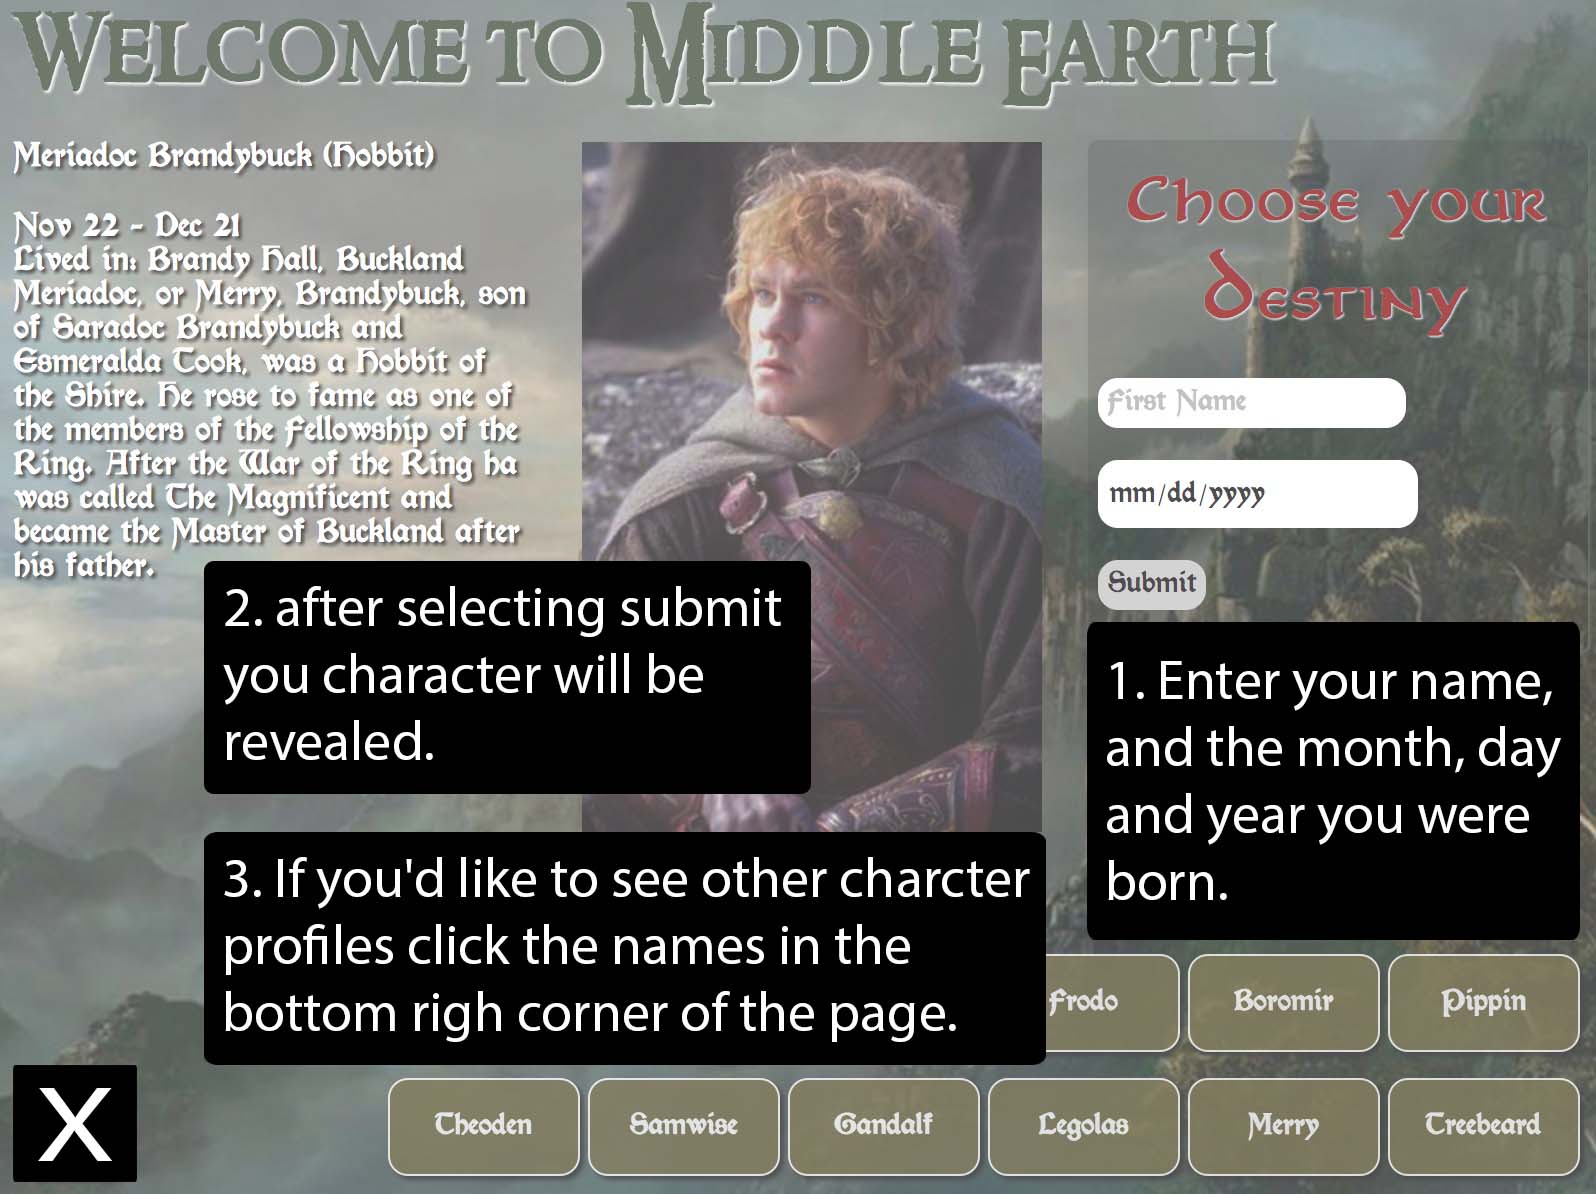 Welcome to Middle Earth
Meriadoc Brandybuck (Hobbit)
Nov 22 - Dec 21
Lived in: Brandy Hall, Buckland
Meriadoc, or Merry, Brandybuck, son
of Saradoc Brandybuck and
Esmeralda Took, was a Hobbit of
the Shire. He rose to fame as one of
the members of the Fellowship of the
Ring. After the War of the Ring ha
was called The Magnificent and
became the Master of Buckland after
his father.
Choose your
Destiny
First Name
mm/dd/yyyy
Submit
1. Enter your name,
and the month, day
and year you were
born.
2. after selecting submit
you character will be
revealed.
3. If you'd like to see other charcter
profiles click the names in the
bottom righ corner of the page.
Frodo
Boromir
Pippin
X
Theoden
Samwise
Gandalf
Legolas
Merry
Treebeard